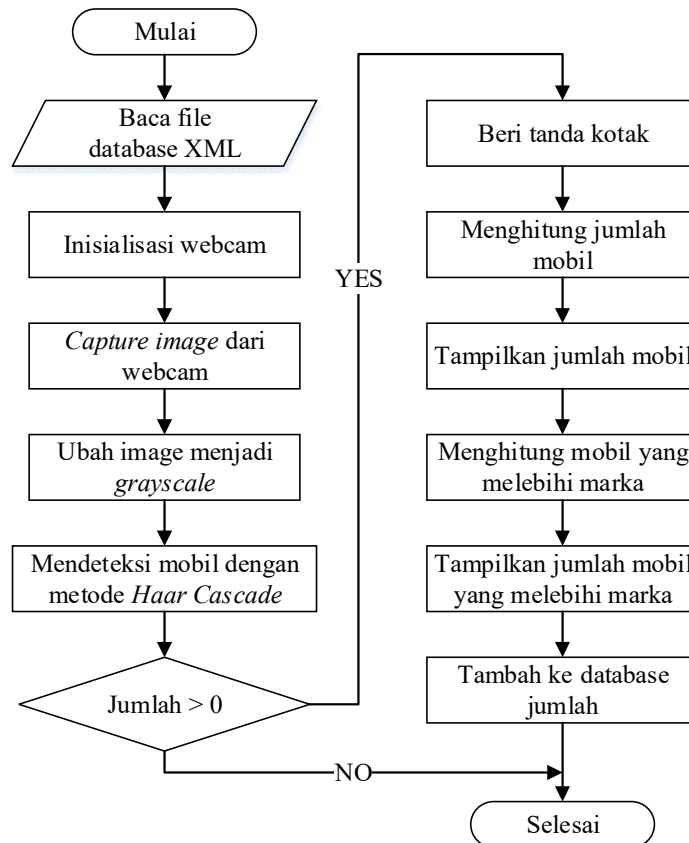 Mulai
Baca file
database XML
Inisialisasi webcam
Capture image dari
webcam
Ubah image menjadi
grayscale
Mendeteksi mobil dengan
metode Haar Cascade
Jumlah > 0
YES
NO
Beri tanda kotak
Menghitung jumlah
mobil
Tampilkan jumlah mobil
Menghitung mobil yang
melebihi marka
Tampilkan jumlah mobil
yang melebihi marka
Tambah ke database
jumlah
Selesai